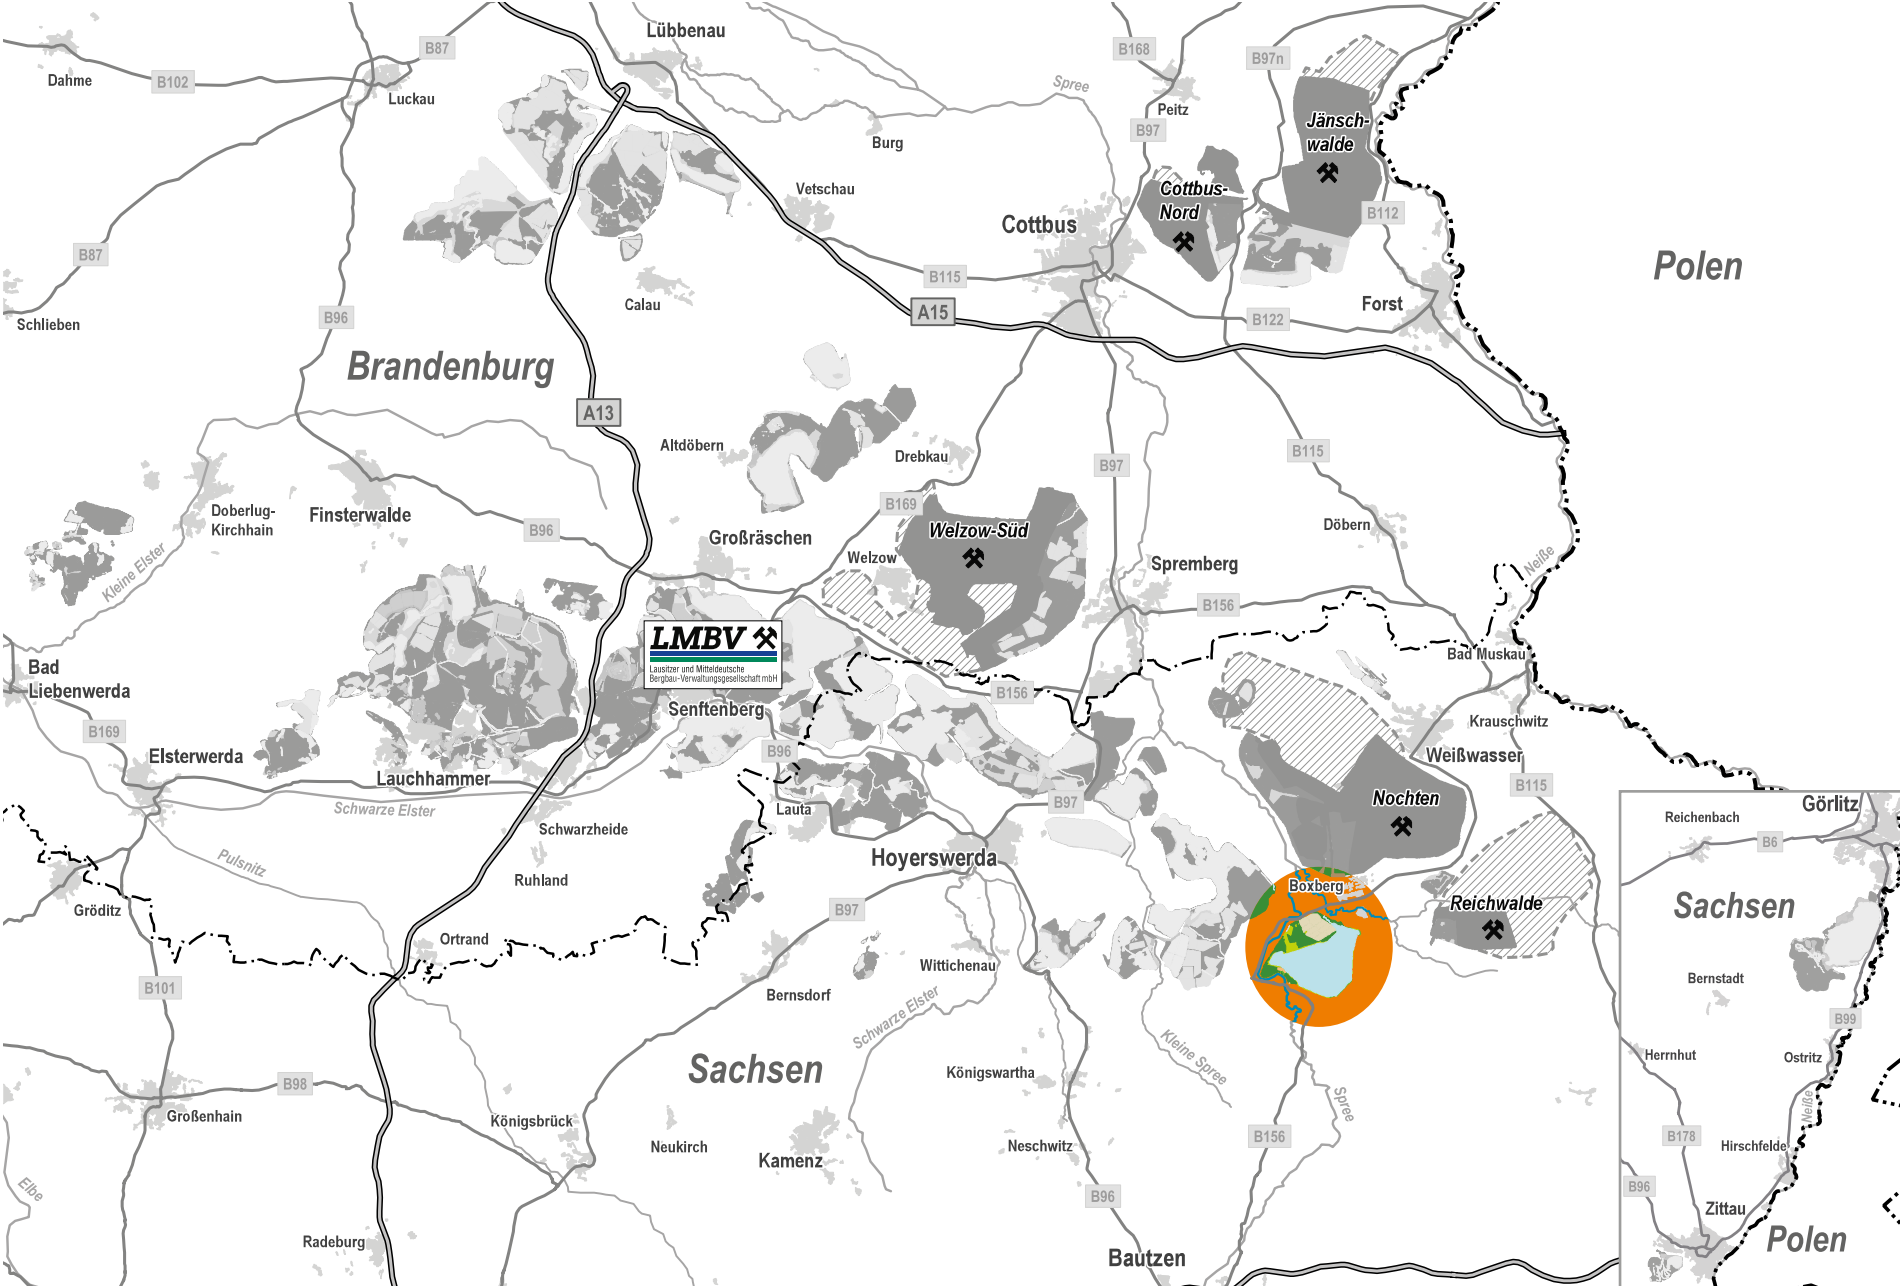 Lübbenau
B87
B168
B97n
Dahme
B102
Luckau
Spree
Peitz
Jänsch-
walde
B97
Burg
Cottbus-
Nord
Vetschau
B112
Cottbus
B87
B115
Polen
Calau
A15
Forst
B122
Schlieben
B96
Brandenburg
A13
Altdöbern
Drebkau
B97
B115
Doberlug-
Kirchhain
Finsterwalde
B96
B169
Großräschen
Welzow-Süd
Welzow
Döbern
Kleine Elster
Spremberg
Neiße
B156
LMBV
Lausitzer und Mitteldeutsche
Bergbau-Verwaltungsgesellschaft mbH
Bad
Liebenwerda
Bad Muskau
B156
Senftenberg
Krauschwitz
B169
Elsterwerda
B96
Weißwasser
Lauchhammer
B115
Schwarze Elster
Lauta
B97
Nochten
Görlitz
Reichenbach
B6
Schwarzheide
Pulsnitz
Hoyerswerda
Ruhland
Boxberg
Gröditz
B97
Reichwalde
Sachsen
Ortrand
Wittichenau
B101
Bernsdorf
Bernstadt
Schwarze Elster
B99
Kleine Spree
Herrnhut
Ostritz
Sachsen
Königswartha
B98
Großenhain
Königsbrück
Spree
Neiße
Neukirch
Kamenz
Neschwitz
B156
B178
Hirschfelde
Elbe
B96
B96
Zittau
Radeburg
Bautzen
Polen